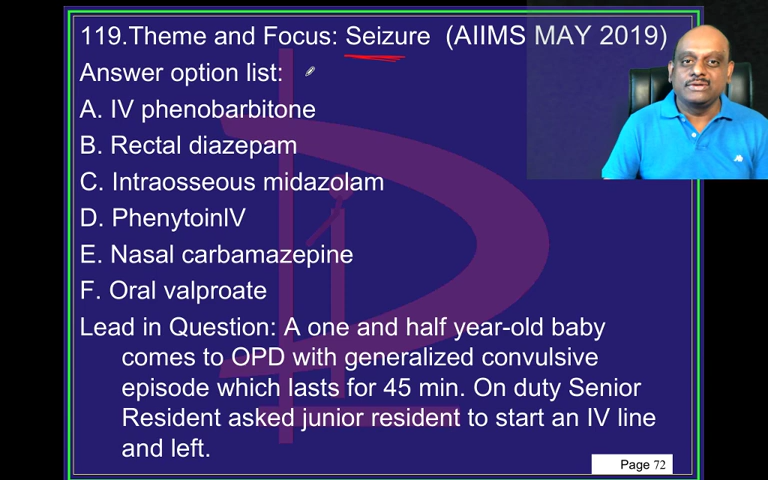 119.Theme and Focus: Seizure (AIIMS MAY 2019)
Answer option list:
A. IV phenobarbitone
B. Rectal diazepam
C. Intraosseous midazolam
D. PhenytoinIV
E. Nasal carbamazepine
F. Oral valproate
Lead in Question: A one and half year-old baby
comes to OPD with generalized convulsive
episode which lasts for 45 min. On duty Senior
Resident asked junior resident to start an IV line
and left.
Page 72